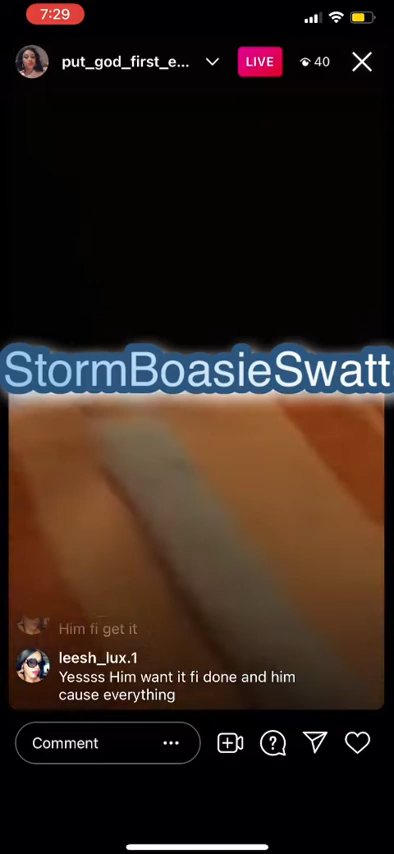 7:29
put_god_first_e...
LIVE
40
StormBoasieSwatt
Him fi get it
leesh_lux.1
Yessss Him want it fi done and him
cause everything
Comment